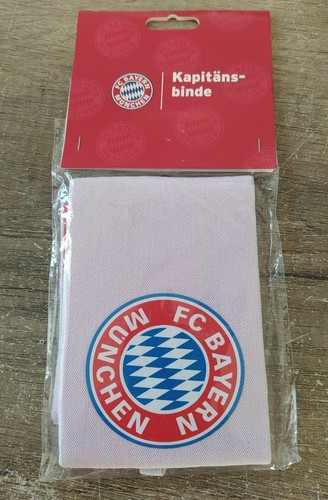 FC BAYERN
MÜNCHEN
Kapitäns-
binde
FC BAYERN
MÜNCHEN